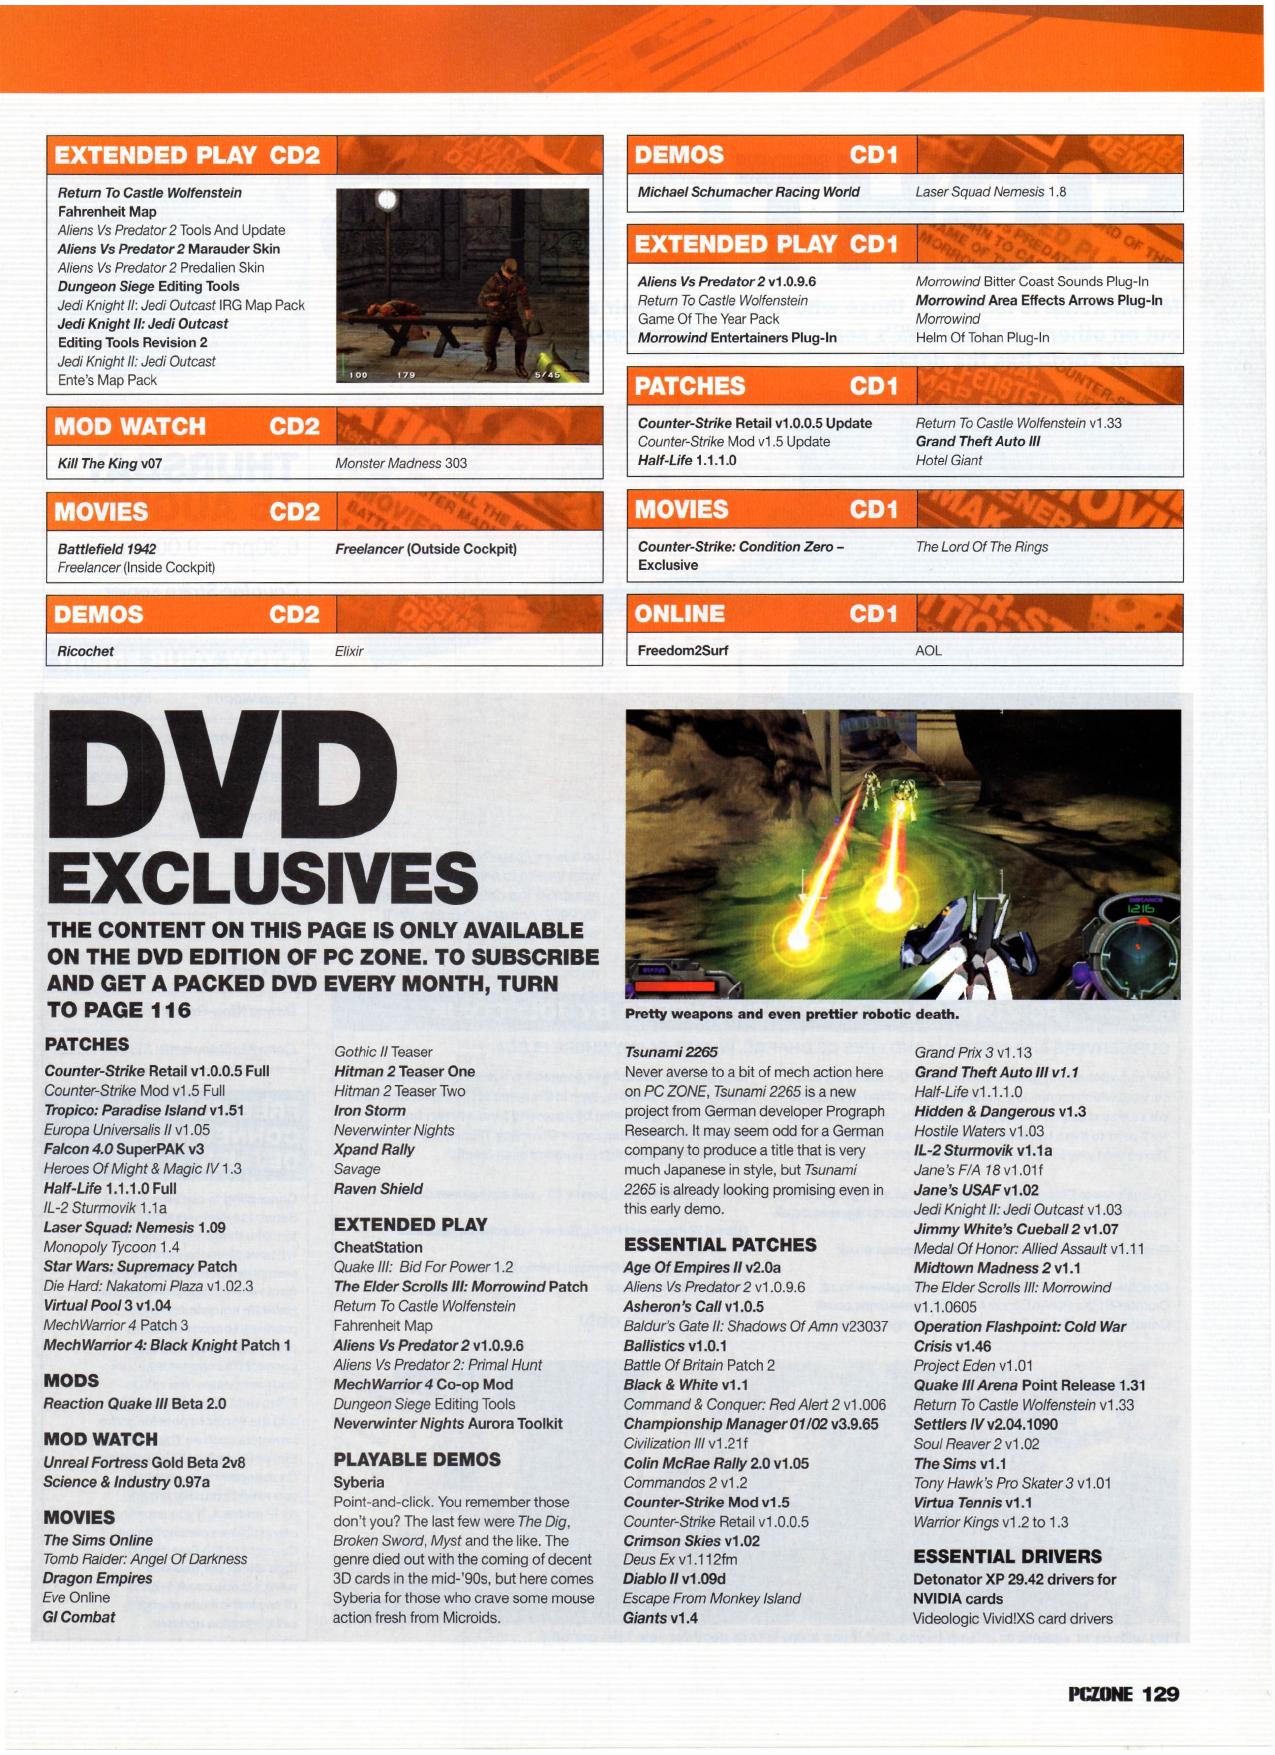 EXTENDED PLAY CD2
Return To Castle Wolfenstein
Fahrenheit Map
Aliens Vs Predator 2 Tools And Update
Aliens Vs Predator 2 Marauder Skin
Aliens Vs Predator 2 Predalien Skin
Dungeon Siege Editing Tools
Jedi Knight II: Jedi Outcast IRG Map Pack
Jedi Knight II: Jedi Outcast
Editing Tools Revision 2
Jedi Knight II: Jedi Outcast
Ente's Map Pack
100 179 5/45
MOD WATCH CD2
Kill The King v07
Monster Madness 303
MOVIES CD2
Battlefield 1942
Freelancer (Inside Cockpit)
Freelancer (Outside Cockpit)
DEMOS CD2
Ricochet
Elixir
DEMOS CD1
Michael Schumacher Racing World
Laser Squad Nemesis 1.8
EXTENDED PLAY CD1
Aliens Vs Predator 2 v1.0.9.6
Return To Castle Wolfenstein
Game Of The Year Pack
Morrowind Entertainers Plug-In
Morrowind Bitter Coast Sounds Plug-In
Morrowind Area Effects Arrows Plug-In
Morrowind
Helm Of Tohan Plug-In
PATCHES CD1
Counter-Strike Retail v1.0.0.5 Update
Counter-Strike Mod v1.5 Update
Half-Life 1.1.1.0
Return To Castle Wolfenstein v1.33
Grand Theft Auto III
Hotel Giant
MOVIES CD1
Counter-Strike: Condition Zero –
Exclusive
The Lord Of The Rings
ONLINE CD1
Freedom2Surf
AOL
DVD
EXCLUSIVES
THE CONTENT ON THIS PAGE IS ONLY AVAILABLE
ON THE DVD EDITION OF PC ZONE. TO SUBSCRIBE
AND GET A PACKED DVD EVERY MONTH, TURN
TO PAGE 116
DISTANCE
1216
Pretty weapons and even prettier robotic death.
PATCHES
Counter-Strike Retail v1.0.0.5 Full
Counter-Strike Mod v1.5 Full
Tropico: Paradise Island v1.51
Europa Universalis II v1.05
Falcon 4.0 SuperPAK v3
Heroes Of Might & Magic IV 1.3
Half-Life 1.1.1.0 Full
IL-2 Sturmovik 1.1a
Laser Squad: Nemesis 1.09
Monopoly Tycoon 1.4
Star Wars: Supremacy Patch
Die Hard: Nakatomi Plaza v1.02.3
Virtual Pool 3 v1.04
MechWarrior 4 Patch 3
MechWarrior 4: Black Knight Patch 1
MODS
Reaction Quake III Beta 2.0
MOD WATCH
Unreal Fortress Gold Beta 2v8
Science & Industry 0.97a
MOVIES
The Sims Online
Tomb Raider: Angel Of Darkness
Dragon Empires
Eve Online
GI Combat
Gothic II Teaser
Hitman 2 Teaser One
Hitman 2 Teaser Two
Iron Storm
Neverwinter Nights
Xpand Rally
Savage
Raven Shield
EXTENDED PLAY
CheatStation
Quake III: Bid For Power 1.2
The Elder Scrolls III: Morrowind Patch
Return To Castle Wolfenstein
Fahrenheit Map
Aliens Vs Predator 2 v1.0.9.6
Aliens Vs Predator 2: Primal Hunt
MechWarrior 4 Co-op Mod
Dungeon Siege Editing Tools
Neverwinter Nights Aurora Toolkit
PLAYABLE DEMOS
Syberia
Point-and-click. You remember those
don't you? The last few were The Dig,
Broken Sword, Myst and the like. The
genre died out with the coming of decent
3D cards in the mid-'90s, but here comes
Syberia for those who crave some mouse
action fresh from Microids.
Tsunami 2265
Never averse to a bit of mech action here
on PC ZONE, Tsunami 2265 is a new
project from German developer Prograph
Research. It may seem odd for a German
company to produce a title that is very
much Japanese in style, but Tsunami
2265 is already looking promising even in
this early demo.
ESSENTIAL PATCHES
Age Of Empires II v2.0a
Aliens Vs Predator 2 v1.0.9.6
Asheron's Call v1.0.5
Baldur's Gate II: Shadows Of Amn v23037
Ballistics v1.0.1
Battle Of Britain Patch 2
Black & White v1.1
Command & Conquer: Red Alert 2 v1.006
Championship Manager 01/02 v3.9.65
Civilization III v1.21f
Colin McRae Rally 2.0 v1.05
Commandos 2 v1.2
Counter-Strike Mod v1.5
Counter-Strike Retail v1.0.0.5
Crimson Skies v1.02
Deus Ex v1.112fm
Diablo II v1.09d
Escape From Monkey Island
Giants v1.4
Grand Prix 3 v1.13
Grand Theft Auto III v1.1
Half-Life v1.1.1.0
Hidden & Dangerous v1.3
Hostile Waters v1.03
IL-2 Sturmovik v1.1a
Jane's F/A 18 v1.01f
Jane's USAF v1.02
Jedi Knight II: Jedi Outcast v1.03
Jimmy White's Cueball 2 v1.07
Medal Of Honor: Allied Assault v1.11
Midtown Madness 2 v1.1
The Elder Scrolls III: Morrowind
v1.1.0605
Operation Flashpoint: Cold War
Crisis v1.46
Project Eden v1.01
Quake III Arena Point Release 1.31
Return To Castle Wolfenstein v1.33
Settlers IV v2.04.1090
Soul Reaver 2 v1.02
The Sims v1.1
Tony Hawk's Pro Skater 3 v1.01
Virtua Tennis v1.1
Warrior Kings v1.2 to 1.3
ESSENTIAL DRIVERS
Detonator XP 29.42 drivers for
NVIDIA cards
Videologic Vivid!XS card drivers
PCZONE 129